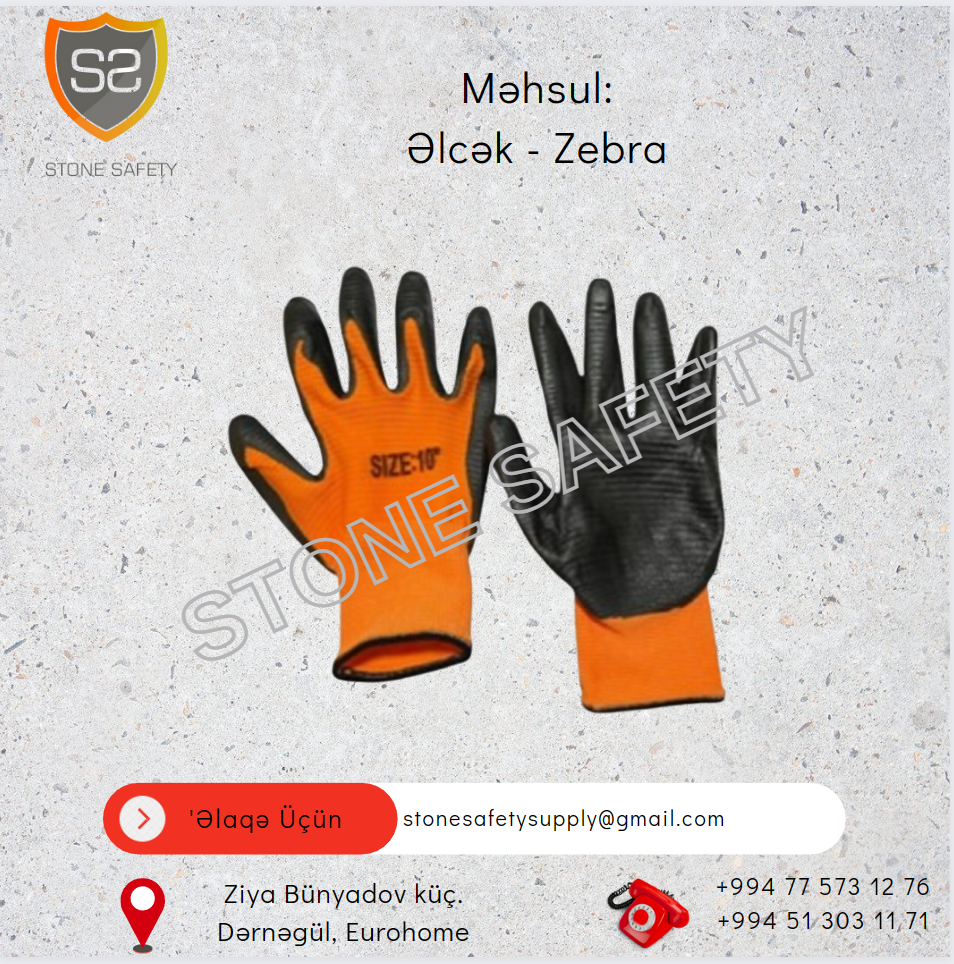 SS
STONE SAFETY
Məhsul:
Əlcək - Zebra
SIZE:10"
STONE SAFETY
'Əlaqə Üçün
stonesafetysupply@gmail.com
Ziya Bünyadov küç.
Dərnəgül, Eurohome
+994 77 573 12 76
+994 51 303 11 71